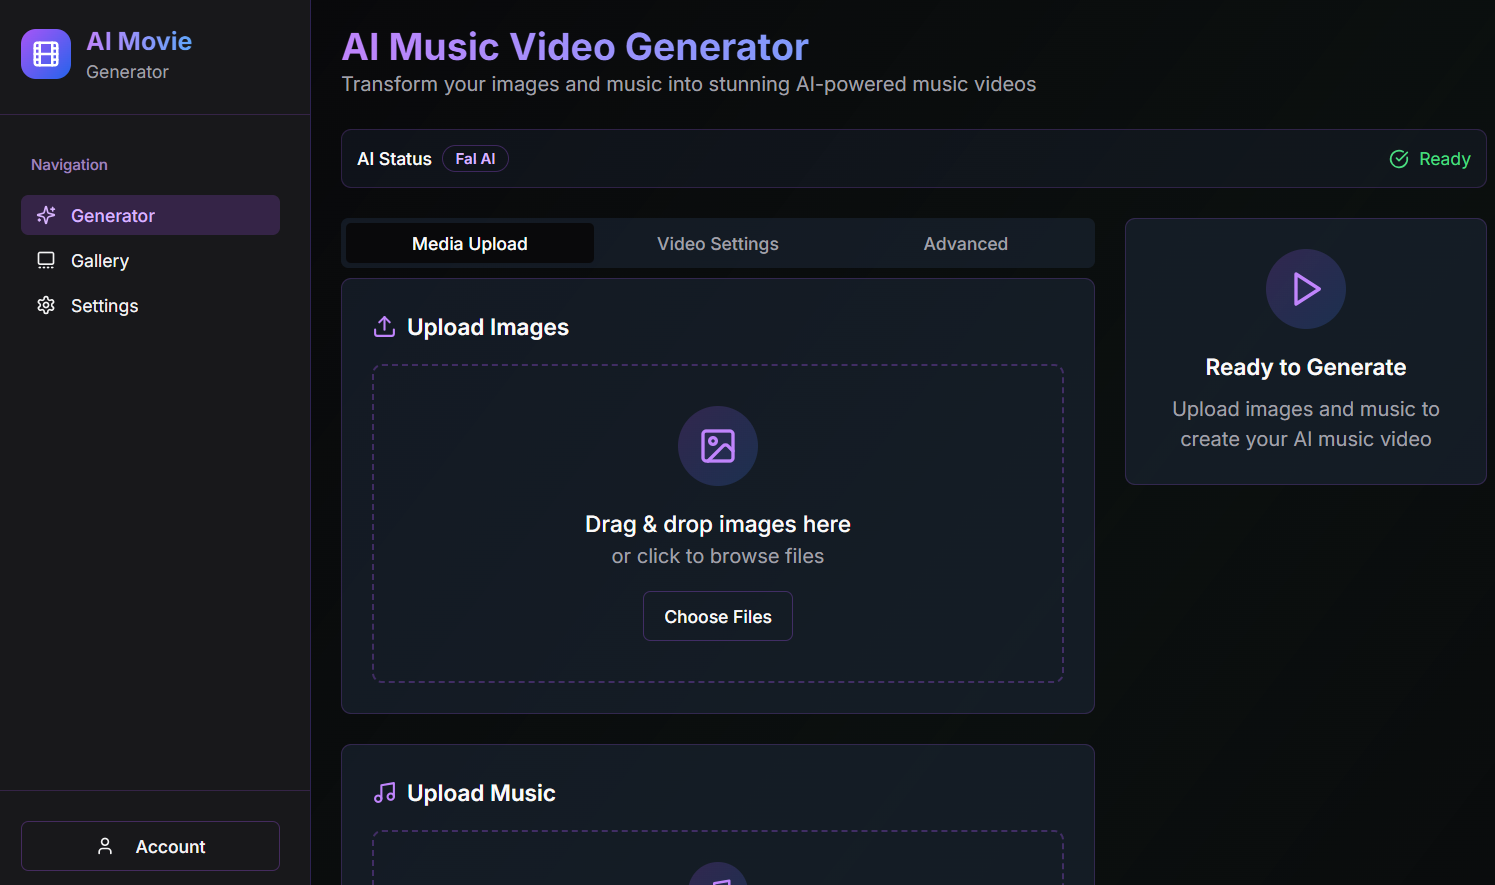 AI Movie
Generator
Navigation
Generator
Gallery
Settings
Account
AI Music Video Generator
Transform your images and music into stunning AI-powered music videos
AI Status
Fal AI
Ready
Media Upload
Video Settings
Advanced
Upload Images
Drag & drop images here
or click to browse files
Choose Files
Upload Music
Ready to Generate
Upload images and music to
create your AI music video